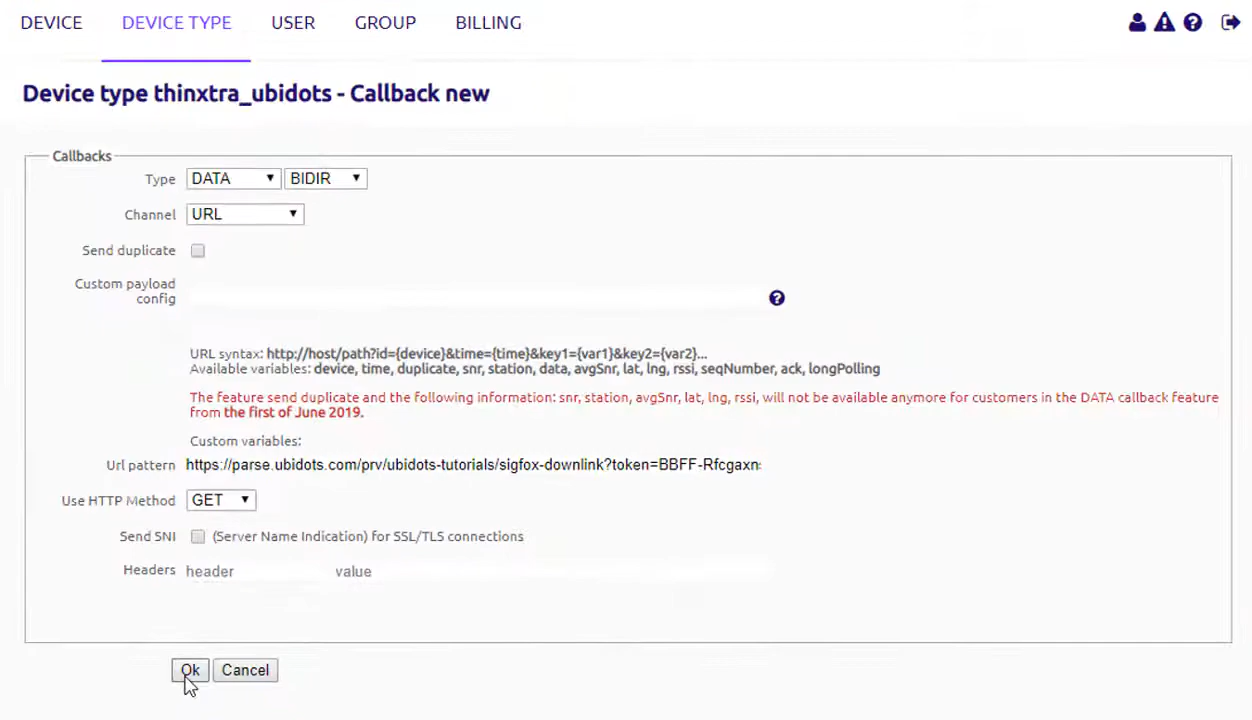 DEVICE DEVICE TYPE USER GROUP BILLING
Device type thinxtra_ubidots - Callback new
Callbacks
Type DATA BIDIR
Channel URL
Send duplicate
Custom payload
config
URL syntax: http://host/path?id={device}&time={time}&key1={var1}&key2={var2}...
Available variables: device, time, duplicate, snr, station, data, avgSnr, lat, lng, rssi, seqNumber, ack, longPolling
The feature send duplicate and the following information: snr, station, avgSnr, lat, lng, rssi, will not be available anymore for customers in the DATA callback feature
from the first of June 2019.
Custom variables:
Url pattern https://parse.ubidots.com/prv/ubidots-tutorials/sigfox-downlink?token=BBFF-Rfcgaxn
Use HTTP Method GET
Send SNI (Server Name Indication) for SSL/TLS connections
Headers header value
Ok Cancel